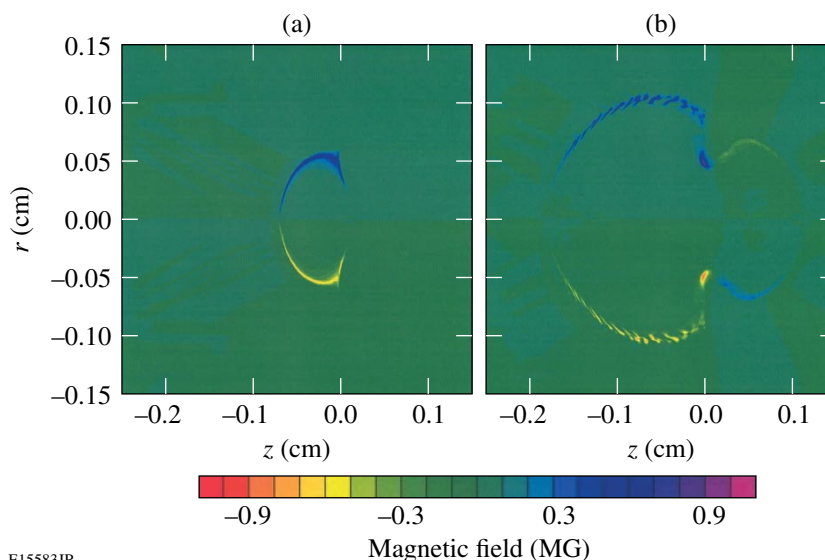 (a) (b)
0.15
0.10
0.05
0.00
–0.05
–0.10
–0.15
r (cm)
–0.2 –0.1 0.0 0.1 –0.2 –0.1 0.0 0.1
z (cm) z (cm)
–0.9 –0.3 0.3 0.9
Magnetic field (MG)